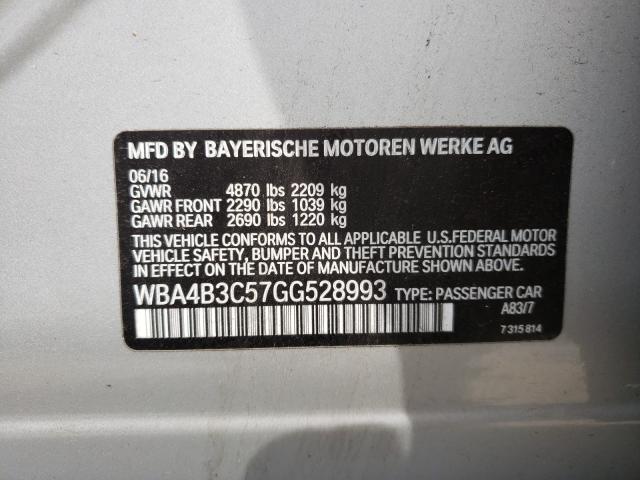 MFD BY BAYERISCHE MOTOREN WERKE AG
06/16
GVWR 4870 lbs 2209 kg
GAWR FRONT 2290 lbs 1039 kg
GAWR REAR 2690 lbs 1220 kg
THIS VEHICLE CONFORMS TO ALL APPLICABLE U.S.FEDERAL MOTOR
VEHICLE SAFETY, BUMPER AND THEFT PREVENTION STANDARDS
IN EFFECT ON THE DATE OF MANUFACTURE SHOWN ABOVE.
WBA4B3C57GG528993 TYPE: PASSENGER CAR
A83/7
7315814